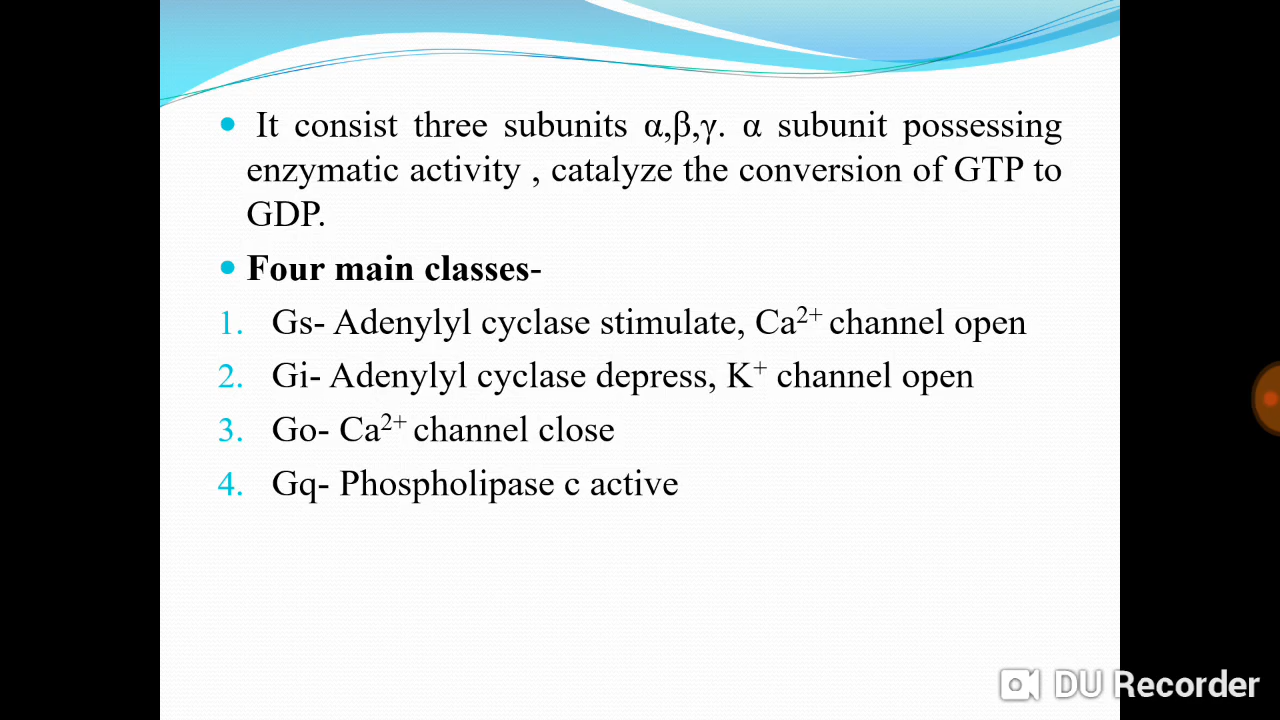 • It consist three subunits α,β,γ. α subunit possessing
enzymatic activity , catalyze the conversion of GTP to
GDP.
• Four main classes-
1. Gs- Adenylyl cyclase stimulate, Ca²⁺ channel open
2. Gi- Adenylyl cyclase depress, K⁺ channel open
3. Go- Ca²⁺ channel close
4. Gq- Phospholipase c active
DU Recorder